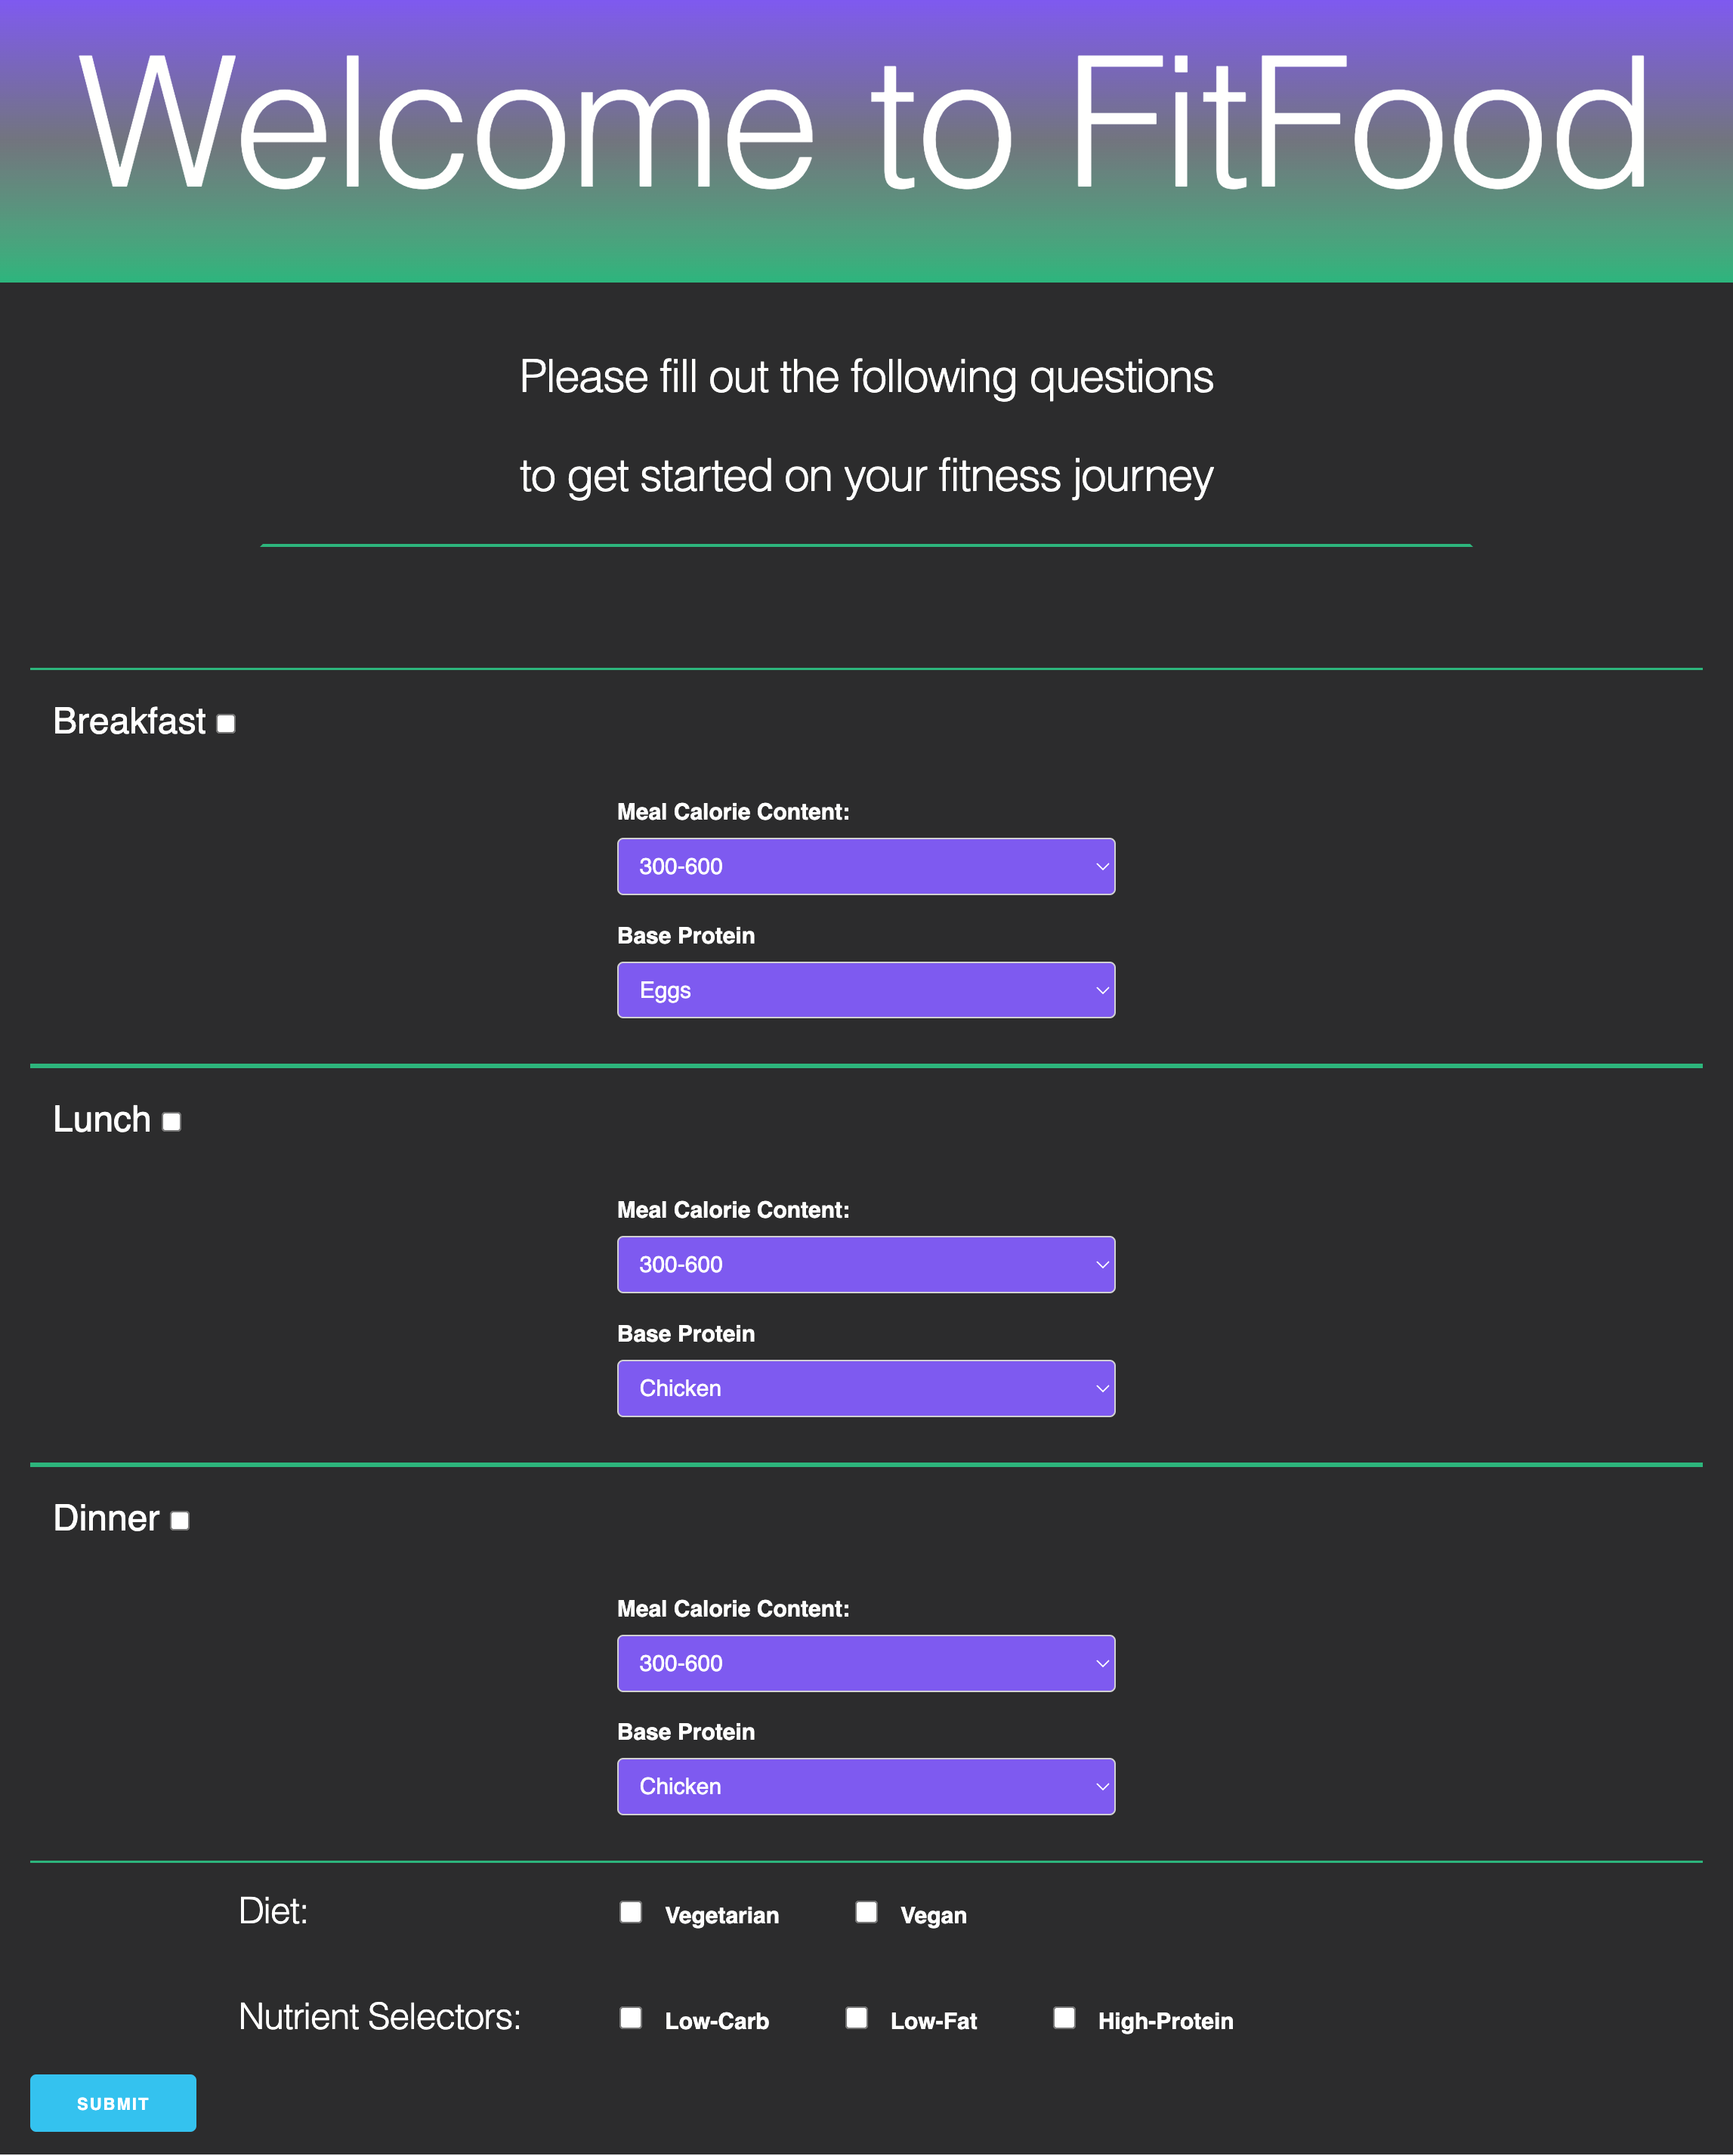 Welcome to FitFood
Please fill out the following questions
to get started on your fitness journey
Breakfast
Meal Calorie Content:
300-600
Base Protein
Eggs
Lunch
Meal Calorie Content:
300-600
Base Protein
Chicken
Dinner
Meal Calorie Content:
300-600
Base Protein
Chicken
Diet: Vegetarian Vegan
Nutrient Selectors: Low-Carb Low-Fat High-Protein
SUBMIT